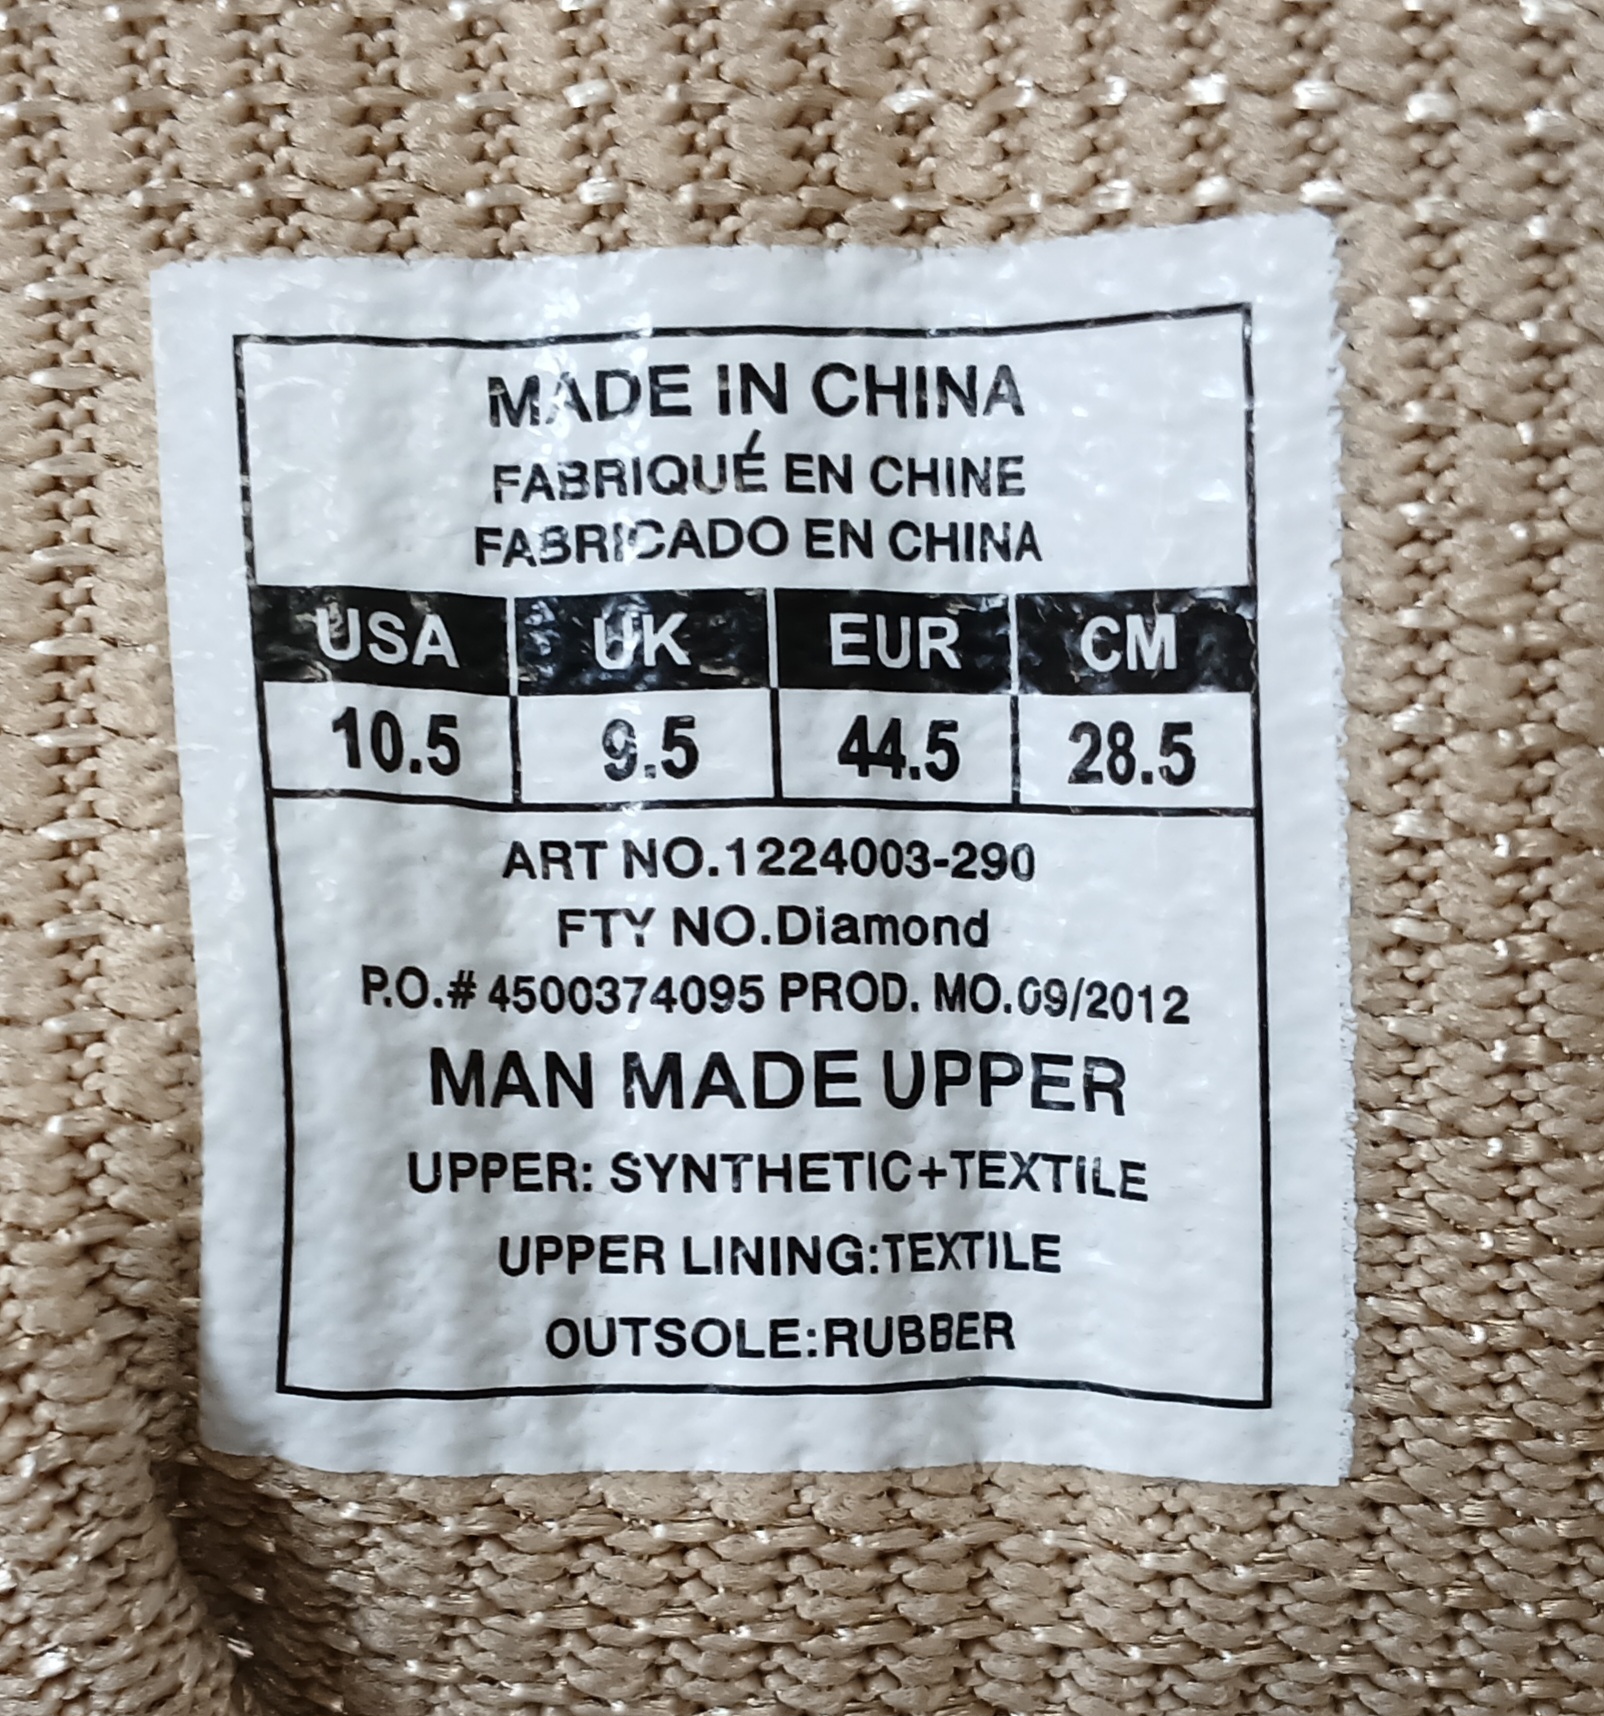 MADE IN CHINA
FABRIQUÉ EN CHINE
FABRICADO EN CHINA
USA UK EUR CM
10.5 9.5 44.5 28.5
ART NO.1224003-290
FTY NO.Diamond
P.O.# 4500374095 PROD. MO.09/2012
MAN MADE UPPER
UPPER: SYNTHETIC+TEXTILE
UPPER LINING:TEXTILE
OUTSOLE:RUBBER